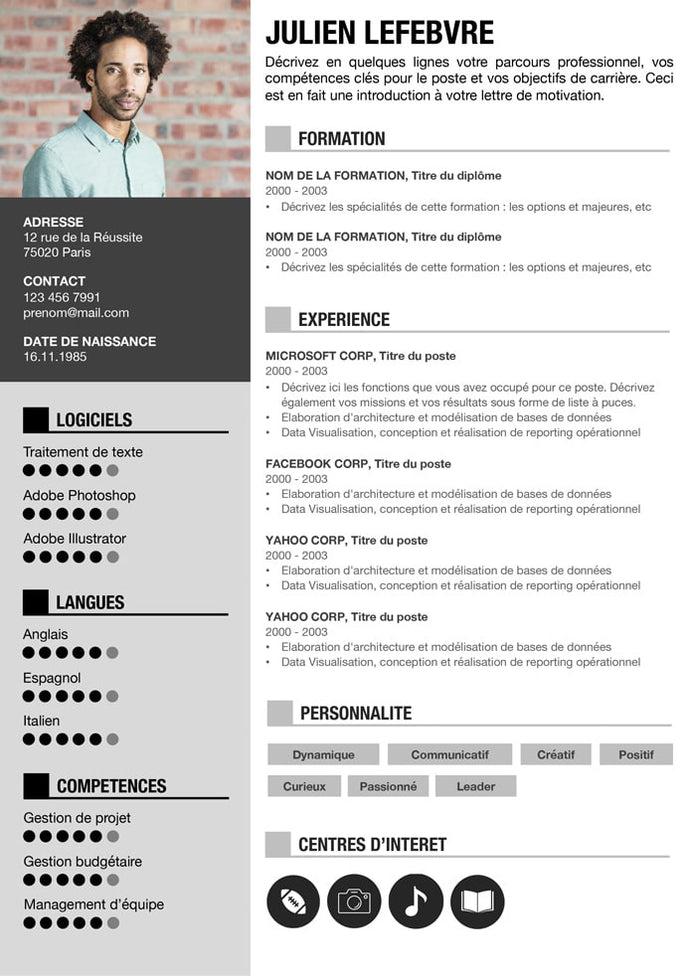 JULIEN LEFEBVRE
Décrivez en quelques lignes votre parcours professionnel, vos
compétences clés pour le poste et vos objectifs de carrière. Ceci
est en fait une introduction à votre lettre de motivation.
ADRESSE
12 rue de la Réussite
75020 Paris
CONTACT
123 456 7991
prenom@mail.com
DATE DE NAISSANCE
16.11.1985
LOGICIELS
Traitement de texte
Adobe Photoshop
Adobe Illustrator
LANGUES
Anglais
Espagnol
Italien
COMPETENCES
Gestion de projet
Gestion budgétaire
Management d'équipe
FORMATION
NOM DE LA FORMATION, Titre du diplôme
2000 - 2003
• Décrivez les spécialités de cette formation : les options et majeures, etc
NOM DE LA FORMATION, Titre du diplôme
2000 - 2003
• Décrivez les spécialités de cette formation : les options et majeures, etc
EXPERIENCE
MICROSOFT CORP, Titre du poste
2000 - 2003
• Décrivez ici les fonctions que vous avez occupé pour ce poste. Décrivez
également vos missions et vos résultats sous forme de liste à puces.
• Elaboration d'architecture et modélisation de bases de données
• Data Visualisation, conception et réalisation de reporting opérationnel
FACEBOOK CORP, Titre du poste
2000 - 2003
• Elaboration d'architecture et modélisation de bases de données
• Data Visualisation, conception et réalisation de reporting opérationnel
YAHOO CORP, Titre du poste
2000 - 2003
• Elaboration d'architecture et modélisation de bases de données
• Data Visualisation, conception et réalisation de reporting opérationnel
YAHOO CORP, Titre du poste
2000 - 2003
• Elaboration d'architecture et modélisation de bases de données
• Data Visualisation, conception et réalisation de reporting opérationnel
PERSONNALITE
Dynamique Communicatif Créatif Positif
Curieux Passionné Leader
CENTRES D'INTERET